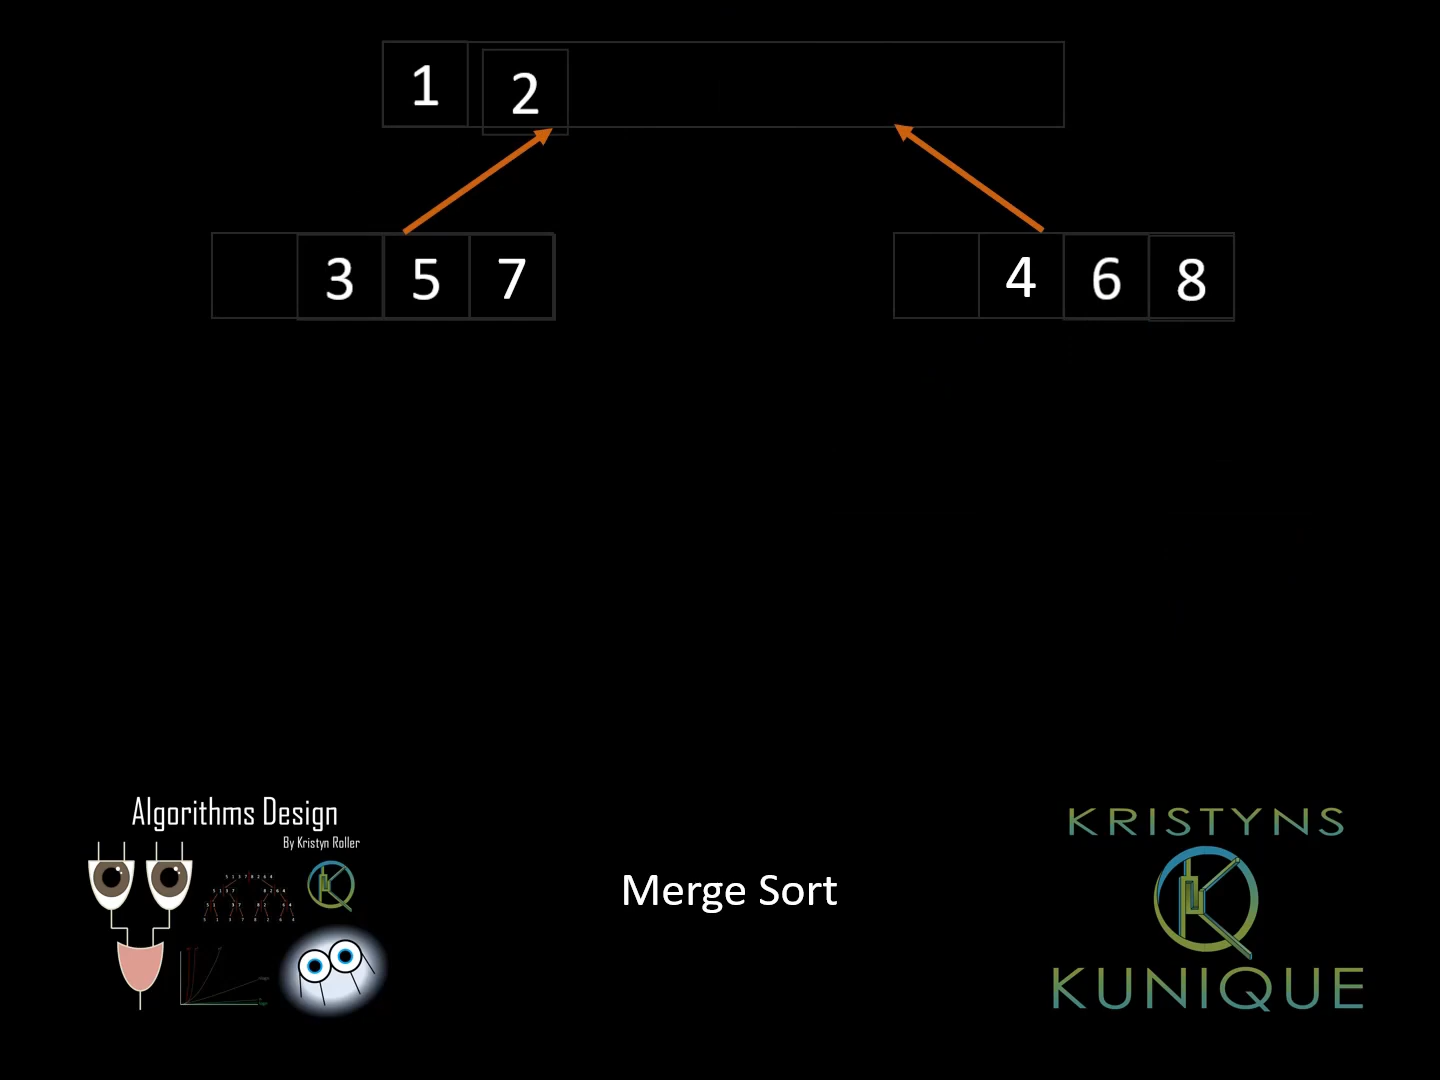 1 2
3 5 7 4 6 8
Algorithms Design
By Kristyn Roller
Merge Sort
KRISTYNS
KUNIQUE